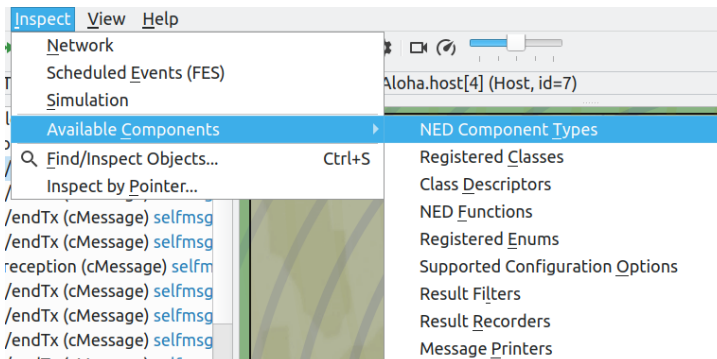 Inspect View Help
Network
Scheduled Events (FES)
Simulation
Aloha.host[4] (Host, id=7)
Available Components
NED Component Types
Find/Inspect Objects... Ctrl+S
Registered Classes
Inspect by Pointer...
Class Descriptors
/endTx (cMessage) selfmsg
NED Functions
/endTx (cMessage) selfmsg
Registered Enums
reception (cMessage) selfm
Supported Configuration Options
/endTx (cMessage) selfmsg
Result Filters
/endTx (cMessage) selfmsg
Result Recorders
/endTx (cMessage) selfmsg
Message Printers